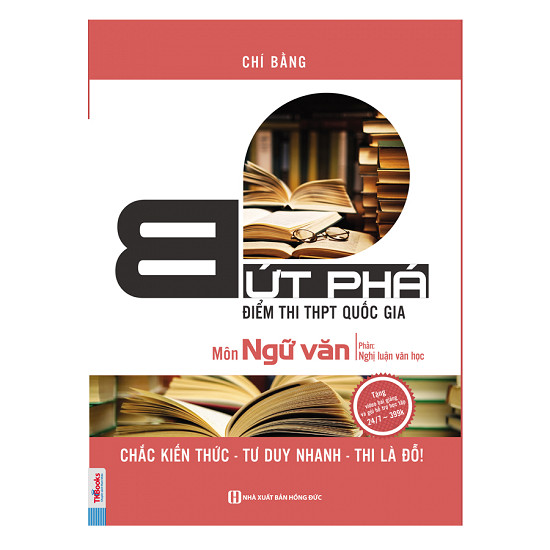 CHÍ BẰNG
BỨT PHÁ
ĐIỂM THI THPT QUỐC GIA
Môn Ngữ văn
Phần:
Nghị luận văn học
Tặng
video bài giảng
và gói hỗ trợ học tập
24/7 – 399k
CHẮC KIẾN THỨC - TƯ DUY NHANH - THI LÀ ĐỖ!
MCBooks
NHÀ XUẤT BẢN HỒNG ĐỨC